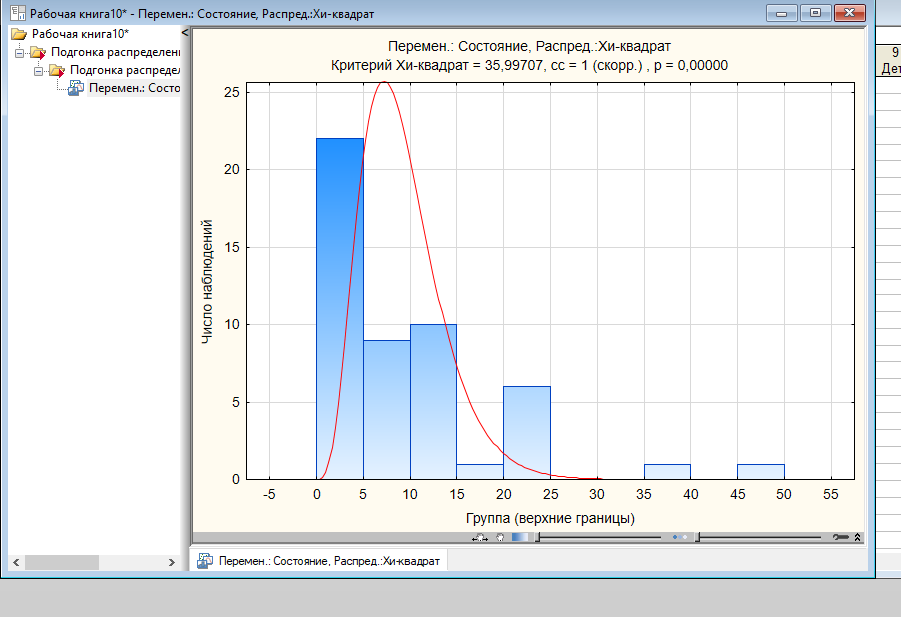 Рабочая книга10* - Перемен.: Состояние, Распред.:Хи-квадрат
Рабочая книга10*
Подгонка распределени
Подгонка распредел
Перемен.: Состо
<
Перемен.: Состояние, Распред.:Хи-квадрат
Критерий Хи-квадрат = 35,99707, сс = 1 (скорр.) , p = 0,00000
25
20
15
10
5
0
Число наблюдений
-5 0 5 10 15 20 25 30 35 40 45 50 55
Группа (верхние границы)
Перемен.: Состояние, Распред.:Хи-квадрат
9
Дет